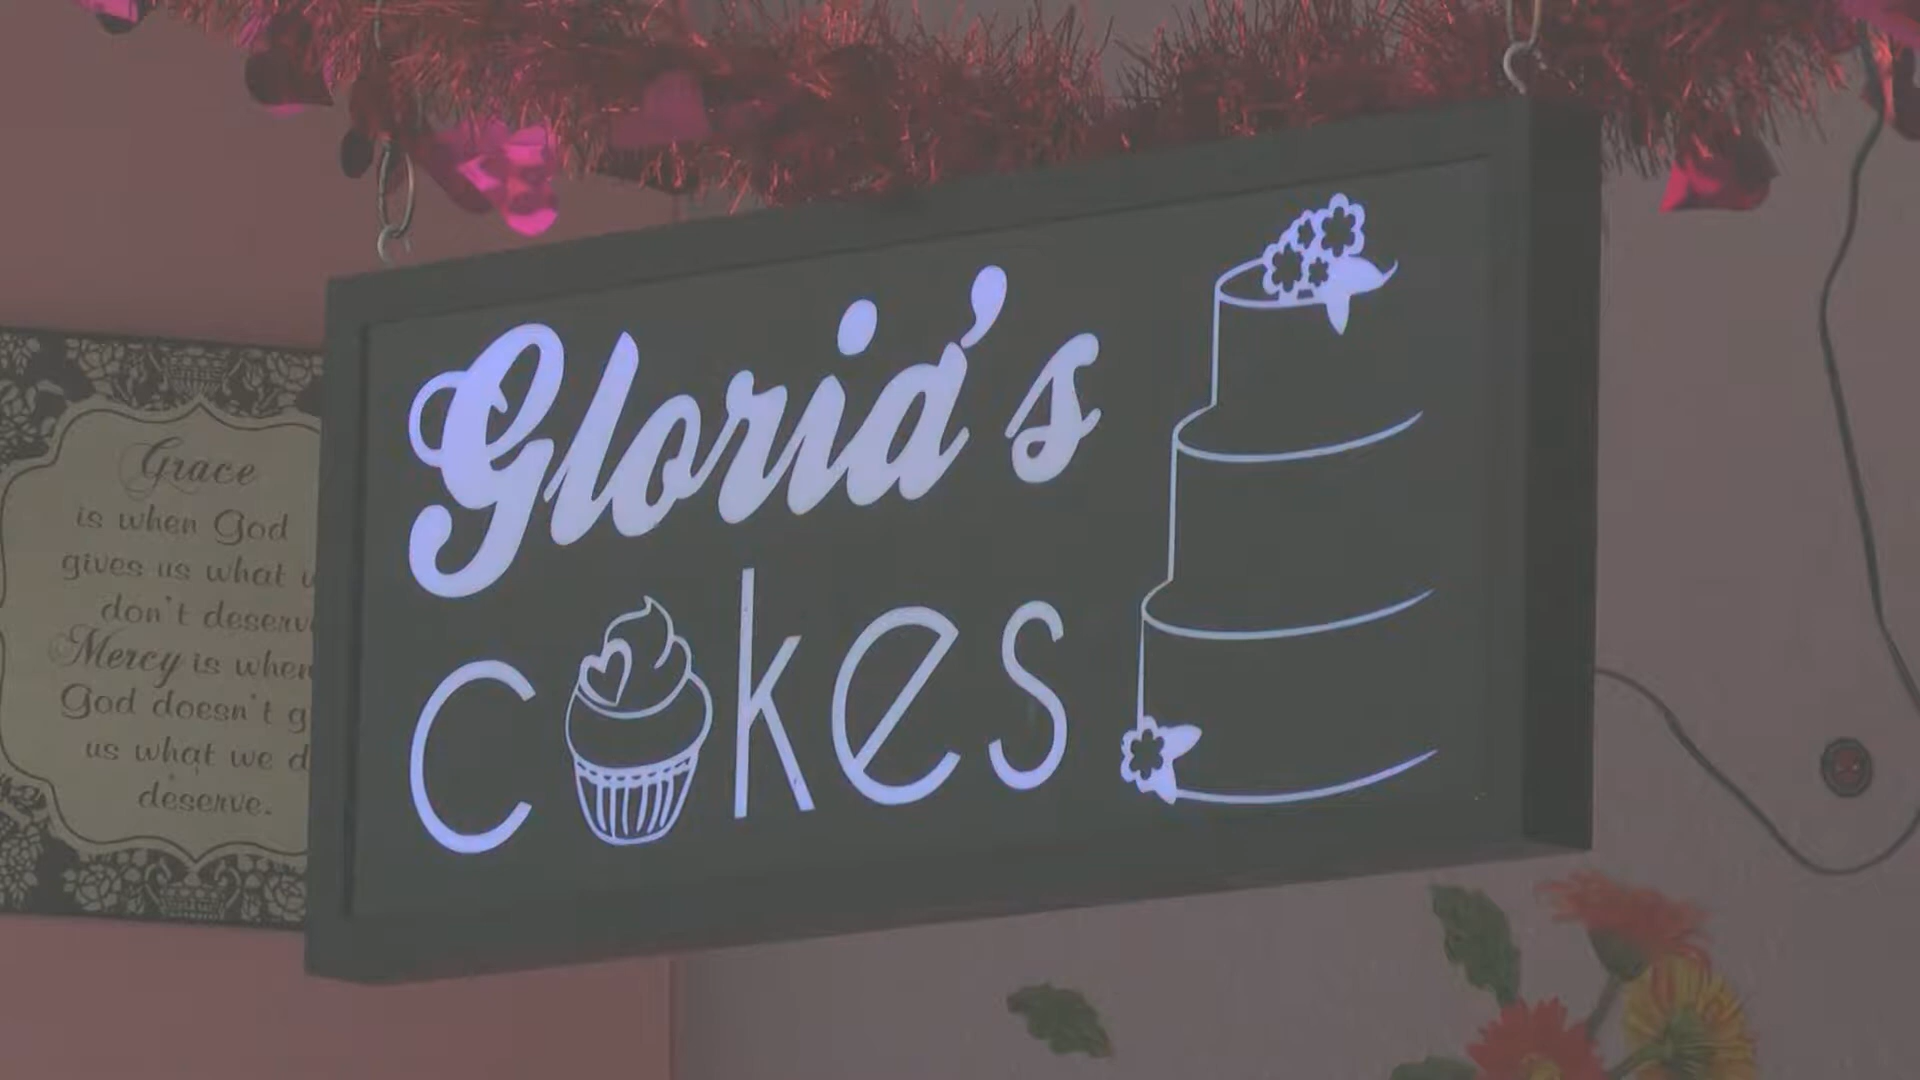 Gloria's
cakes
Grace
is when God
gives us what
don't deserve
Mercy is when
God doesn't
us what we
deserve.